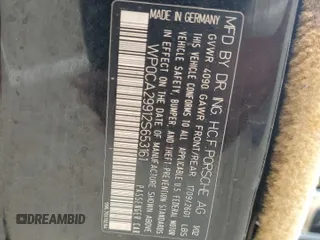 MADE IN GERMANY
MFD BY DR ING HCF PORSCHE AG
GVWR 4090 GAWR FRONT/REAR 1709/2601 LBS
THIS VEHICLE CONFORMS TO ALL APPLICABLE
U.S. FEDERAL MOTOR VEHICLE
SAFETY, BUMPER, AND THEFT PREVENTION
STANDARDS IN EFFECT ON THE
DATE OF MANUFACTURE SHOWN ABOVE
WP0CA29912S653161
© DIAMBID